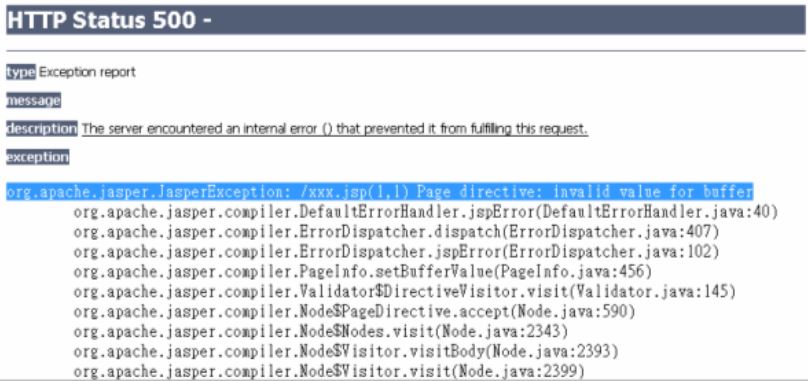 HTTP Status 500 -
type Exception report
message
description The server encountered an internal error () that prevented it from fulfilling this request.
exception
org.apache.jasper.JasperException: /xxx.jsp(1,1) Page directive: invalid value for buffer
org.apache.jasper.compiler.DefaultErrorHandler.jspError(DefaultErrorHandler.java:40)
org.apache.jasper.compiler.ErrorDispatcher.dispatch(ErrorDispatcher.java:407)
org.apache.jasper.compiler.ErrorDispatcher.jspError(ErrorDispatcher.java:102)
org.apache.jasper.compiler.PageInfo.setBufferValue(PageInfo.java:456)
org.apache.jasper.compiler.Validator$DirectiveVisitor.visit(Validator.java:145)
org.apache.jasper.compiler.Node$PageDirective.accept(Node.java:590)
org.apache.jasper.compiler.Node$Nodes.visit(Node.java:2343)
org.apache.jasper.compiler.Node$Visitor.visitBody(Node.java:2393)
org.apache.jasper.compiler.Node$Visitor.visit(Node.java:2399)